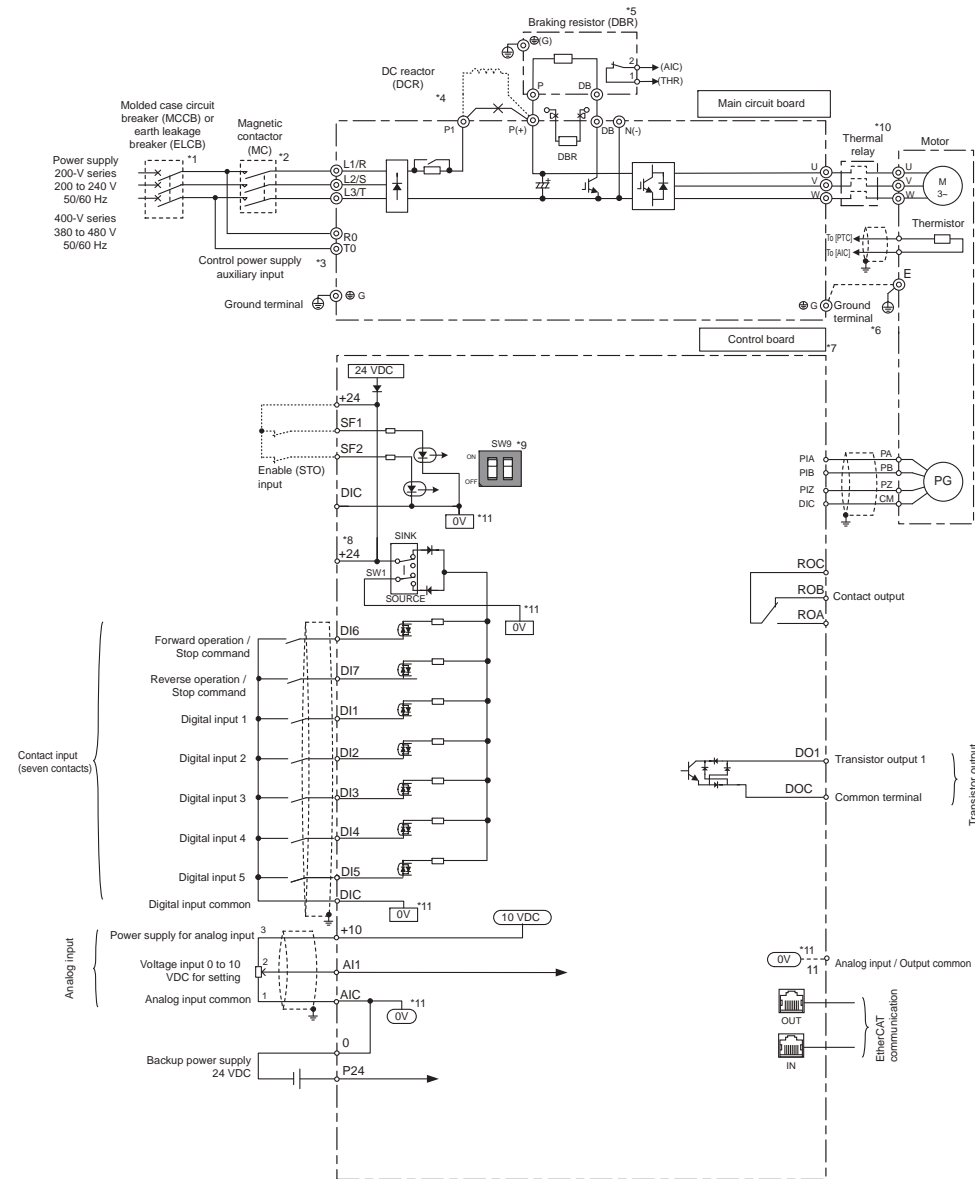 *5
Braking resistor (DBR)
(G)
DC reactor
(DCR)
*4
2
1
(AIC)
(THR)
P
DB
Main circuit board
Molded case circuit
breaker (MCCB) or
earth leakage
breaker (ELCB)
*1
Magnetic
contactor
(MC)
*2
P1
P(+)
DBR
DB
N(-)
Thermal
relay
*10
Motor
Power supply
200-V series
200 to 240 V
50/60 Hz
400-V series
380 to 480 V
50/60 Hz
L1/R
L2/S
L3/T
U
V
W
U
V
W
M
3~
R0
T0
Control power supply
auxiliary input
*3
Thermistor
To [PTC]
To [AIC]
E
Ground terminal
G
G
Ground
terminal
*6
Control board
*7
24 VDC
+24
SF1
SF2
Enable (STO)
input
DIC
0V
*11
SW9
*9
ON
OFF
PIA
PIB
PIZ
DIC
PA
PB
PZ
CM
PG
*8
+24
SINK
SW1
SOURCE
*11
0V
ROC
ROB
ROA
Contact output
Contact input
(seven contacts)
Forward operation /
Stop command
DI6
Reverse operation /
Stop command
DI7
Digital input 1
DI1
Digital input 2
DI2
Digital input 3
DI3
Digital input 4
DI4
Digital input 5
DI5
Digital input common
DIC
0V
*11
DO1
Transistor output 1
DOC
Common terminal
Transistor output
Analog input
Power supply for analog input
3
+10
10 VDC
Voltage input 0 to 10
VDC for setting
2
AI1
Analog input common
1
AIC
*11
0V
0V
*11
11
Analog input / Output common
OUT
IN
EtherCAT
communication
0
Backup power supply
24 VDC
P24